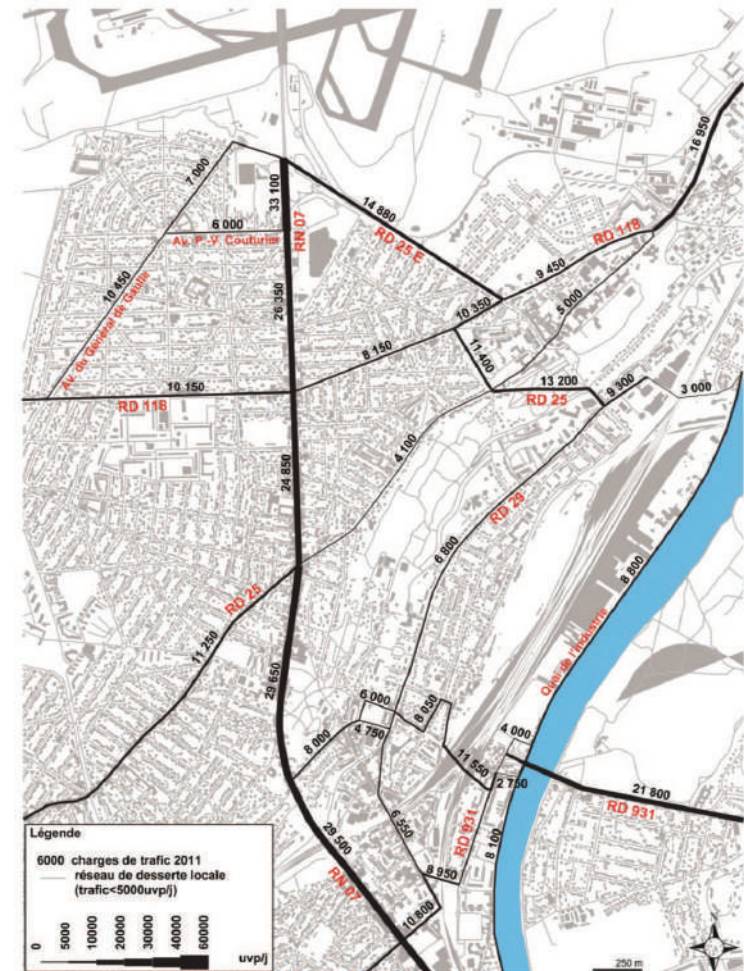 16 950
7 000
33 100
14 880
6 000
RN 07
RD 25 E
RD 118
Av. P.-V. Couturier
9 450
10 450
Av. du Général de Gaulle
26 350
10 350
5 000
8 150
11 400
10 150
13 200
9 300
3 000
RD 118
RD 25
4 100
24 850
RD 29
6 800
8 800
RD 25
11 250
Quai de l'Industrie
29 650
6 000
8 050
4 750
4 000
8 000
11 550
2 750
21 800
RD 931
6 550
RD 931
8 100
29 500
8 950
RN 07
10 800
Légende
6000 charges de trafic 2011
réseau de desserte locale
(trafic<5000uvp/j)
0 5000 10000 20000 30000 40000 60000
uvp/j
N
250 m